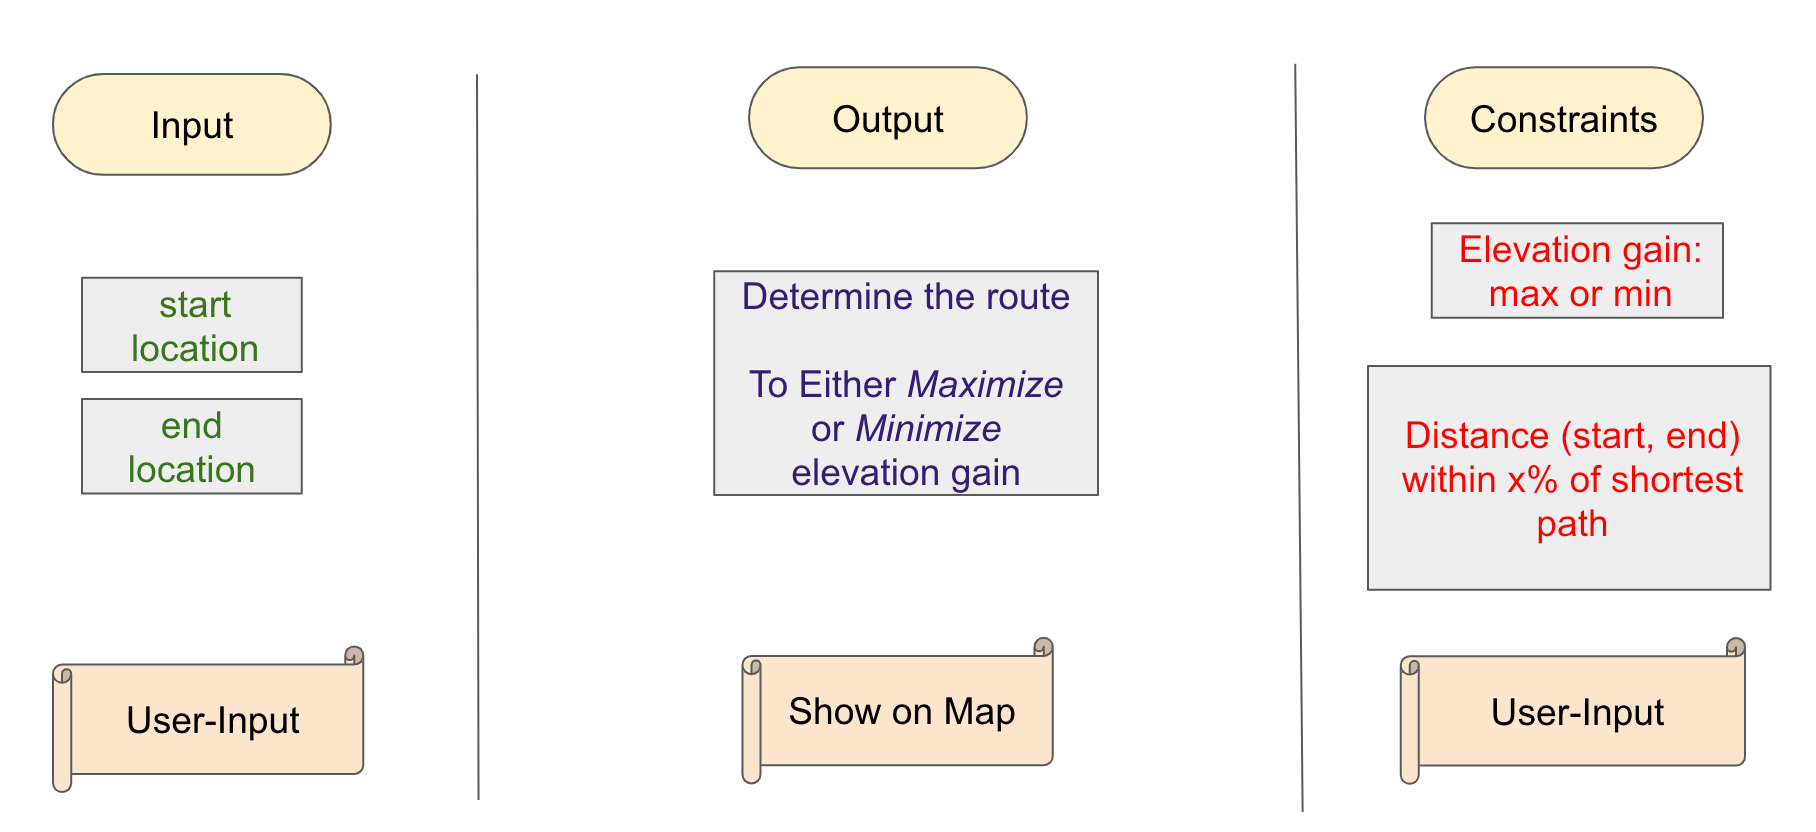 Input
start
location
end
location
User-Input
Output
Determine the route
To Either Maximize
or Minimize
elevation gain
Show on Map
Constraints
Elevation gain:
max or min
Distance (start, end)
within x% of shortest
path
User-Input